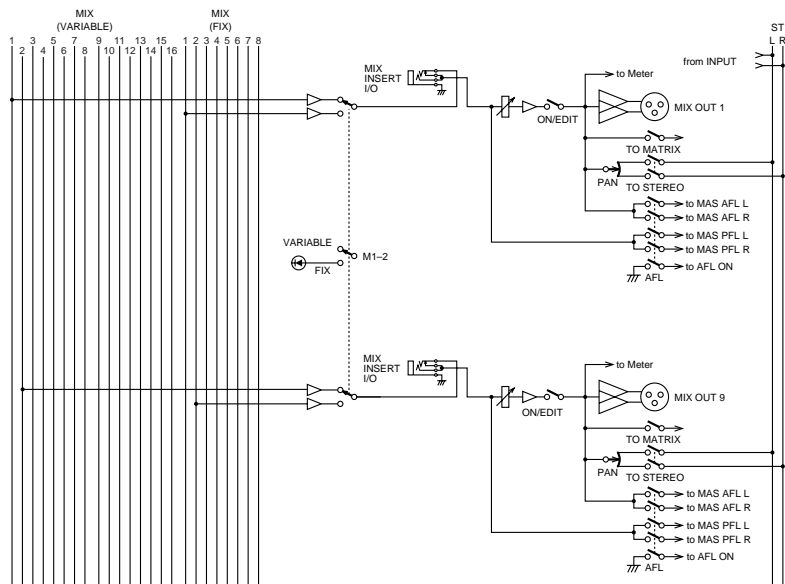 MIX
(VARIABLE)
MIX
(FIX)
1 3 5 7 9 11 13 15 1 3 5 7
2 4 6 8 10 12 14 16 2 4 6 8
ST
L R
from INPUT
MIX
INSERT
I/O
to Meter
ON/EDIT
MIX OUT 1
TO MATRIX
PAN
TO STEREO
to MAS AFL L
to MAS AFL R
to MAS PFL L
to MAS PFL R
to AFL ON
AFL
VARIABLE
FIX
M1–2
MIX
INSERT
I/O
to Meter
ON/EDIT
MIX OUT 9
TO MATRIX
PAN
TO STEREO
to MAS AFL L
to MAS AFL R
to MAS PFL L
to MAS PFL R
to AFL ON
AFL